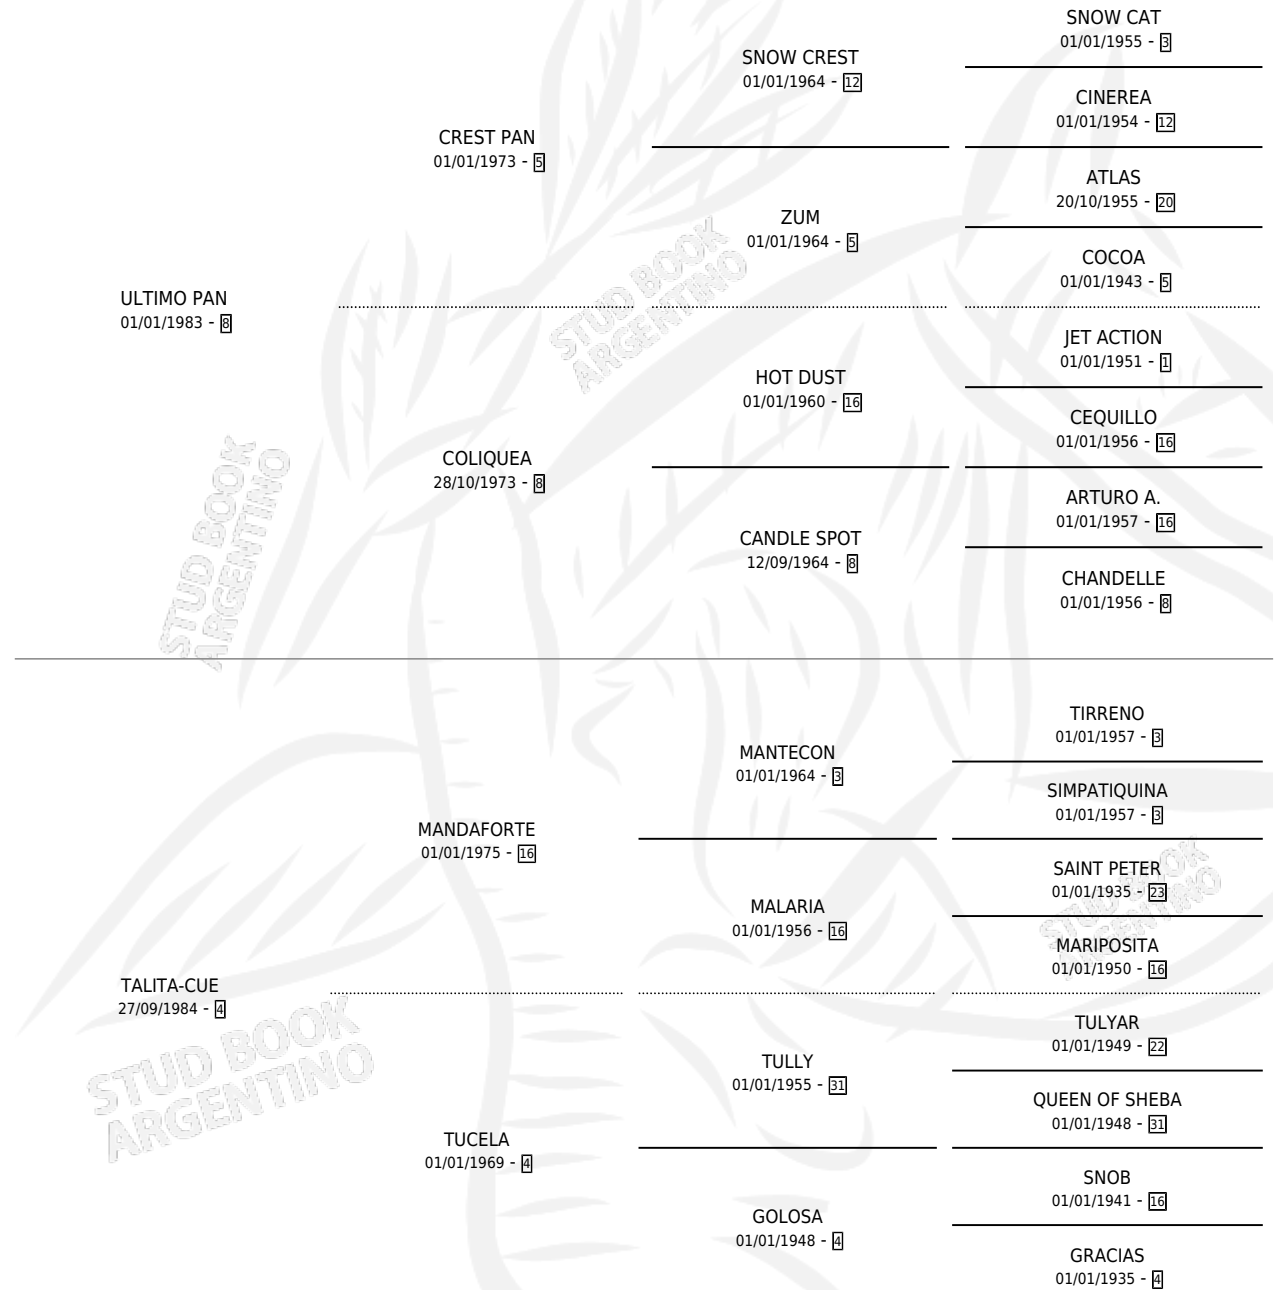 SNOW CAT
01/01/1955 - 3
SNOW CREST
01/01/1964 - 12
CINEREA
01/01/1954 - 12
CREST PAN
01/01/1973 - 5
ATLAS
20/10/1955 - 20
ZUM
01/01/1964 - 5
COCOA
01/01/1943 - 5
ULTIMO PAN
01/01/1983 - 8
JET ACTION
01/01/1951 - 1
HOT DUST
01/01/1960 - 16
CEQUILLO
01/01/1956 - 16
COLIQUEA
28/10/1973 - 8
ARTURO A.
01/01/1957 - 16
CANDLE SPOT
12/09/1964 - 8
CHANDELLE
01/01/1956 - 8
TIRRENO
01/01/1957 - 3
MANTECON
01/01/1964 - 3
SIMPATIQUINA
01/01/1957 - 3
MANDAFORTE
01/01/1975 - 16
SAINT PETER
01/01/1935 - 23
MALARIA
01/01/1956 - 16
MARIPOSITA
01/01/1950 - 16
TALITA-CUE
27/09/1984 - 4
TULYAR
01/01/1949 - 22
TULLY
01/01/1955 - 31
QUEEN OF SHEBA
01/01/1948 - 31
TUCELA
01/01/1969 - 4
SNOB
01/01/1941 - 16
GOLOSA
01/01/1948 - 4
GRACIAS
01/01/1935 - 4
STUD BOOK
ARGENTINO
STUD BOOK
ARGENTINO
STUD BOOK
ARGENTINO
STUD BOOK
ARGENTINO